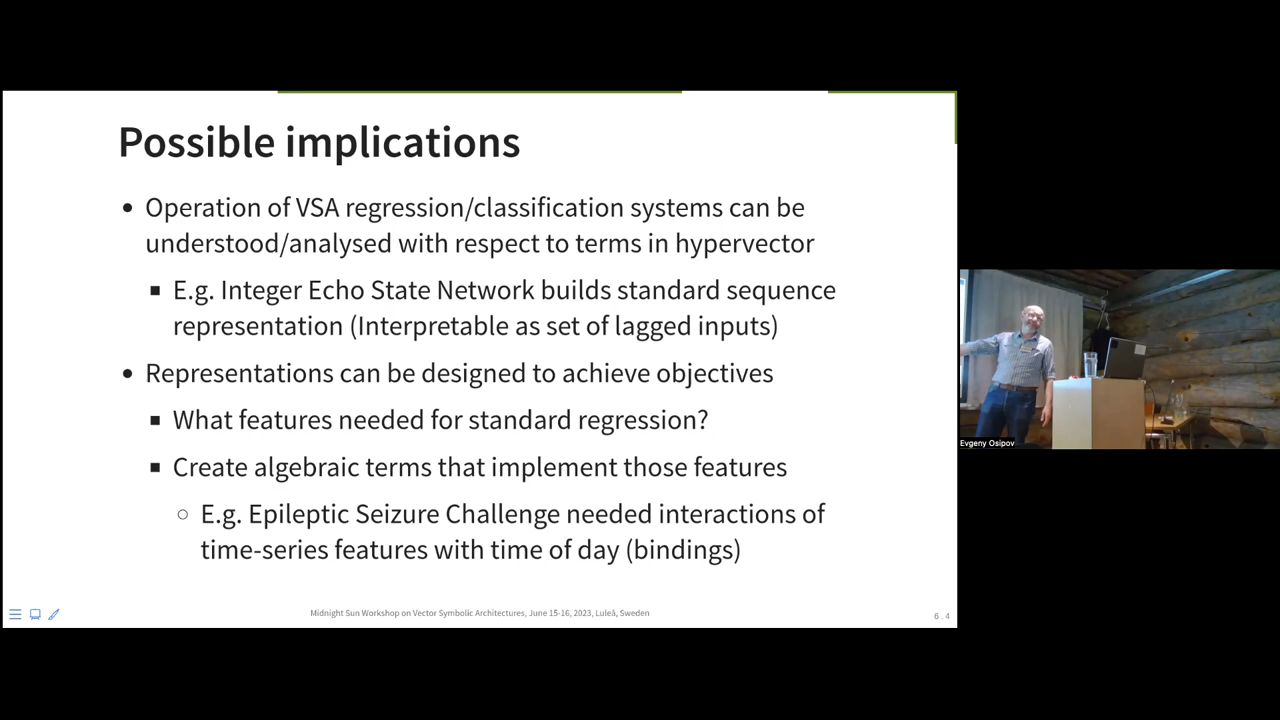 Possible implications
Operation of VSA regression/classification systems can be
understood/analysed with respect to terms in hypervector
E.g. Integer Echo State Network builds standard sequence
representation (Interpretable as set of lagged inputs)
Representations can be designed to achieve objectives
What features needed for standard regression?
Create algebraic terms that implement those features
E.g. Epileptic Seizure Challenge needed interactions of
time-series features with time of day (bindings)
Midnight Sun Workshop on Vector Symbolic Architectures, June 15-16, 2023, Luleå, Sweden
6.4
Evgeny Osipov